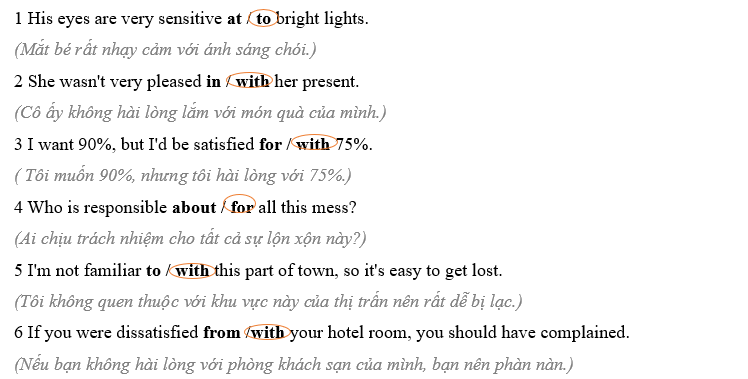 1 His eyes are very sensitive at / to bright lights.
(Mắt bé rất nhạy cảm với ánh sáng chói.)
2 She wasn't very pleased in / with her present.
(Cô ấy không hài lòng lắm với món quà của mình.)
3 I want 90%, but I'd be satisfied for / with 75%.
( Tôi muốn 90%, nhưng tôi hài lòng với 75%.)
4 Who is responsible about / for all this mess?
(Ai chịu trách nhiệm cho tất cả sự lộn xộn này?)
5 I'm not familiar to / with this part of town, so it's easy to get lost.
(Tôi không quen thuộc với khu vực này của thị trấn nên rất dễ bị lạc.)
6 If you were dissatisfied from / with your hotel room, you should have complained.
(Nếu bạn không hài lòng với phòng khách sạn của mình, bạn nên phàn nàn.)